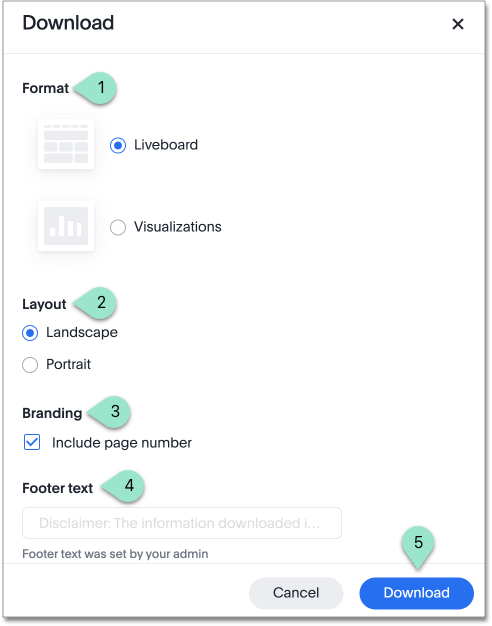 Download
Format 1
Liveboard
Visualizations
Layout 2
Landscape
Portrait
Branding 3
Include page number
Footer text 4
Disclaimer: The information downloaded i...
Footer text was set by your admin
5
Cancel Download